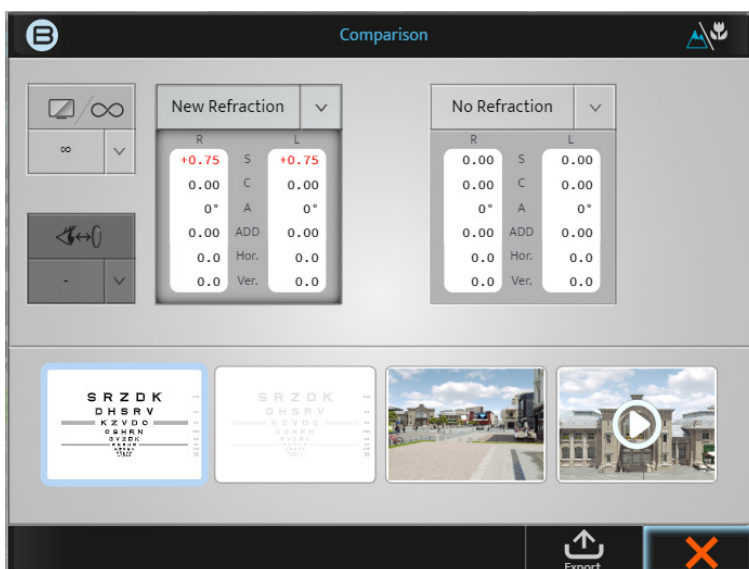 B
Comparison
∞
∞
New Refraction
No Refraction
R L
+0.75 S +0.75
0.00 C 0.00
0° A 0°
0.00 ADD 0.00
0.0 Hor. 0.0
0.0 Ver. 0.0
R L
0.00 S 0.00
0.00 C 0.00
0° A 0°
0.00 ADD 0.00
0.0 Hor. 0.0
0.0 Ver. 0.0
-
S R Z D K
D H S R V
K Z V D C
S R Z D K
D H S R V
K Z V D C
Export